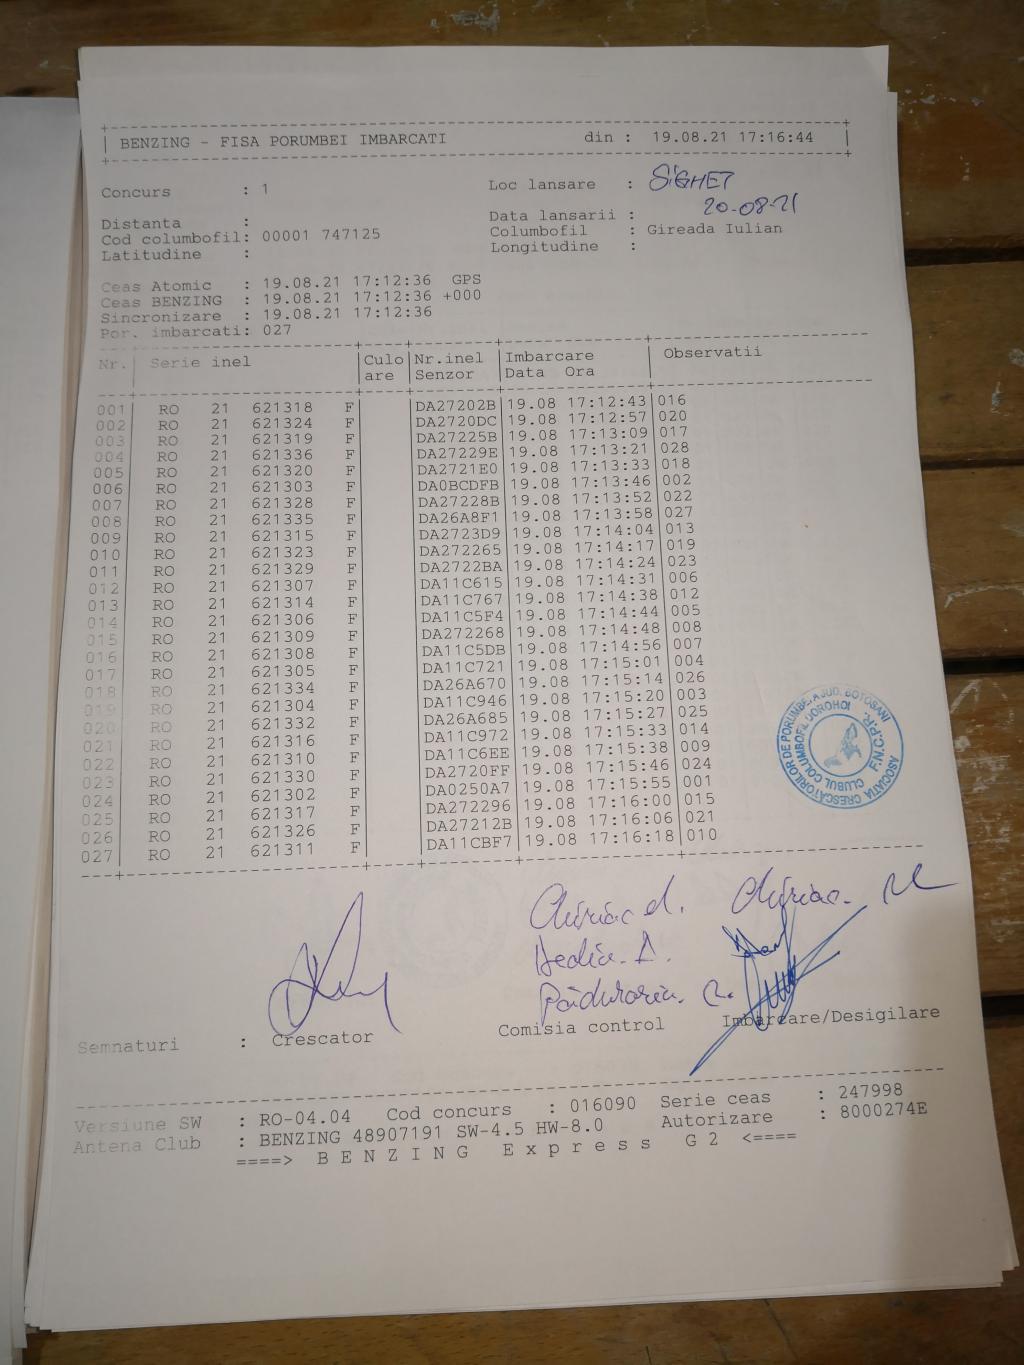 BENZING - FISA PORUMBEI IMBARCATI din : 19.08.21 17:16:44
Concurs : 1 Loc lansare : SIGHET
Distanta : Data lansarii : 20-08-21
Cod columbofil: 00001 747125 Columbofil : Gireada Iulian
Latitudine : Longitudine :
Ceas Atomic : 19.08.21 17:12:36 GPS
Ceas BENZING : 19.08.21 17:12:36 +000
Sincronizare : 19.08.21 17:12:36
Por. imbarcati: 027
Nr. Serie inel Culo Nr.inel Imbarcare Observatii
are Senzor Data Ora
001 RO 21 621318 F DA27202B 19.08 17:12:43 016
002 RO 21 621324 F DA2720DC 19.08 17:12:57 020
003 RO 21 621319 F DA27225B 19.08 17:13:09 017
004 RO 21 621336 F DA27229E 19.08 17:13:21 028
005 RO 21 621320 F DA2721E0 19.08 17:13:33 018
006 RO 21 621303 F DA0BCDFB 19.08 17:13:46 002
007 RO 21 621328 F DA27228B 19.08 17:13:52 022
008 RO 21 621335 F DA26A8F1 19.08 17:13:58 027
009 RO 21 621315 F DA2723D9 19.08 17:14:04 013
010 RO 21 621323 F DA272265 19.08 17:14:17 019
011 RO 21 621329 F DA2722BA 19.08 17:14:24 023
012 RO 21 621307 F DA11C615 19.08 17:14:31 006
013 RO 21 621314 F DA11C767 19.08 17:14:38 012
014 RO 21 621306 F DA11C5F4 19.08 17:14:44 005
015 RO 21 621309 F DA272268 19.08 17:14:48 008
016 RO 21 621308 F DA11C5DB 19.08 17:14:56 007
017 RO 21 621305 F DA11C721 19.08 17:15:01 004
018 RO 21 621334 F DA26A670 19.08 17:15:14 026
019 RO 21 621304 F DA11C946 19.08 17:15:20 003
020 RO 21 621332 F DA26A685 19.08 17:15:27 025
021 RO 21 621316 F DA11C972 19.08 17:15:33 014
022 RO 21 621310 F DA11C6EE 19.08 17:15:38 009
023 RO 21 621330 F DA2720FF 19.08 17:15:46 024
024 RO 21 621302 F DA0250A7 19.08 17:15:55 001
025 RO 21 621317 F DA272296 19.08 17:16:00 015
026 RO 21 621326 F DA27212B 19.08 17:16:06 021
027 RO 21 621311 F DA11CBF7 19.08 17:16:18 010
ASOCIATIA CRESCATORILOR DE PORUMBEI JUD. BOTOSANI
CLUBUL COLUMBOFIL DOROHOI
F.N.C.P.R.
Chiriac Chiriac
Semnaturi : Crescator Comisia control Imbarcare/Desigilare
Versiune SW : RO-04.04 Cod concurs : 016090 Serie ceas : 247998
Antena Club : BENZING 48907191 SW-4.5 HW-8.0 Autorizare : 8000274E
====> B E N Z I N G E x p r e s s G 2 <====